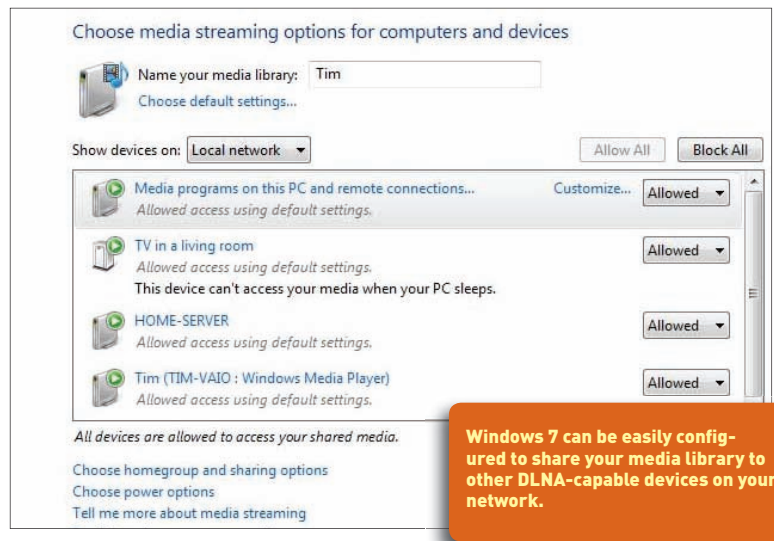 Choose media streaming options for computers and devices
Name your media library: Tim
Choose default settings...
Show devices on: Local network
Allow All
Block All
Media programs on this PC and remote connections...
Customize...
Allowed
Allowed access using default settings.
TV in a living room
Allowed
Allowed access using default settings.
This device can't access your media when your PC sleeps.
HOME-SERVER
Allowed
Allowed access using default settings.
Tim (TIM-VAIO : Windows Media Player)
Allowed
Allowed access using default settings.
All devices are allowed to access your shared media.
Choose homegroup and sharing options
Choose power options
Tell me more about media streaming
Windows 7 can be easily config-
ured to share your media library to
other DLNA-capable devices on your
network.